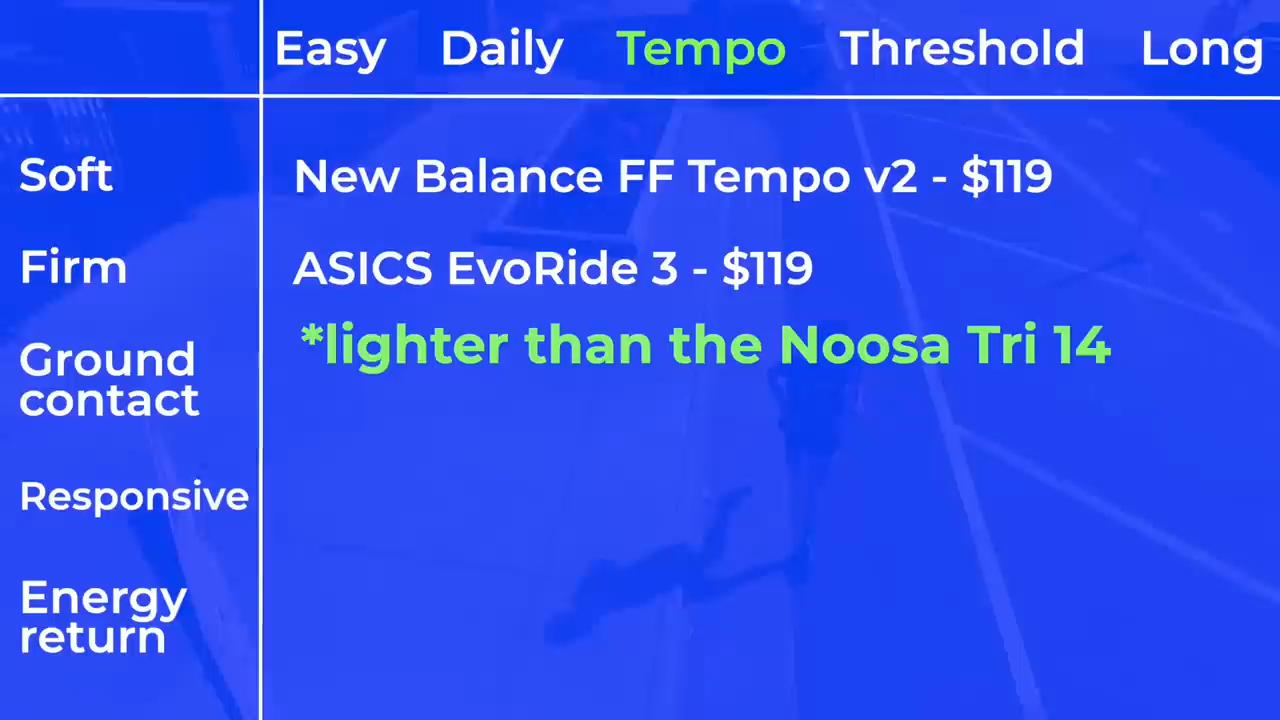 Easy Daily Tempo Threshold Long
Soft New Balance FF Tempo v2 - $119
Firm ASICS EvoRide 3 - $119
*lighter than the Noosa Tri 14
Ground
contact
Responsive
Energy
return